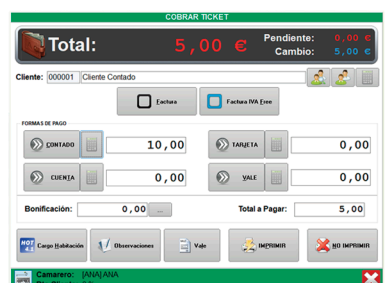 COBRAR TICKET
Total: 5,00 € Pendiente: 0,00 €
Cambio: 5,00 €
Cliente: 000001 Cliente Contado
Factura Factura IVA Free
FORMAS DE PAGO
CONTADO 10,00 TARJETA 0,00
CUENTA 0,00 VALE 0,00
Bonificación: 0,00 ... Total a Pagar: 5,00
HOT Cargo Habitación Observaciones Vale IMPRIMIR NO IMPRIMIR
Camarero: [ANA] ANA